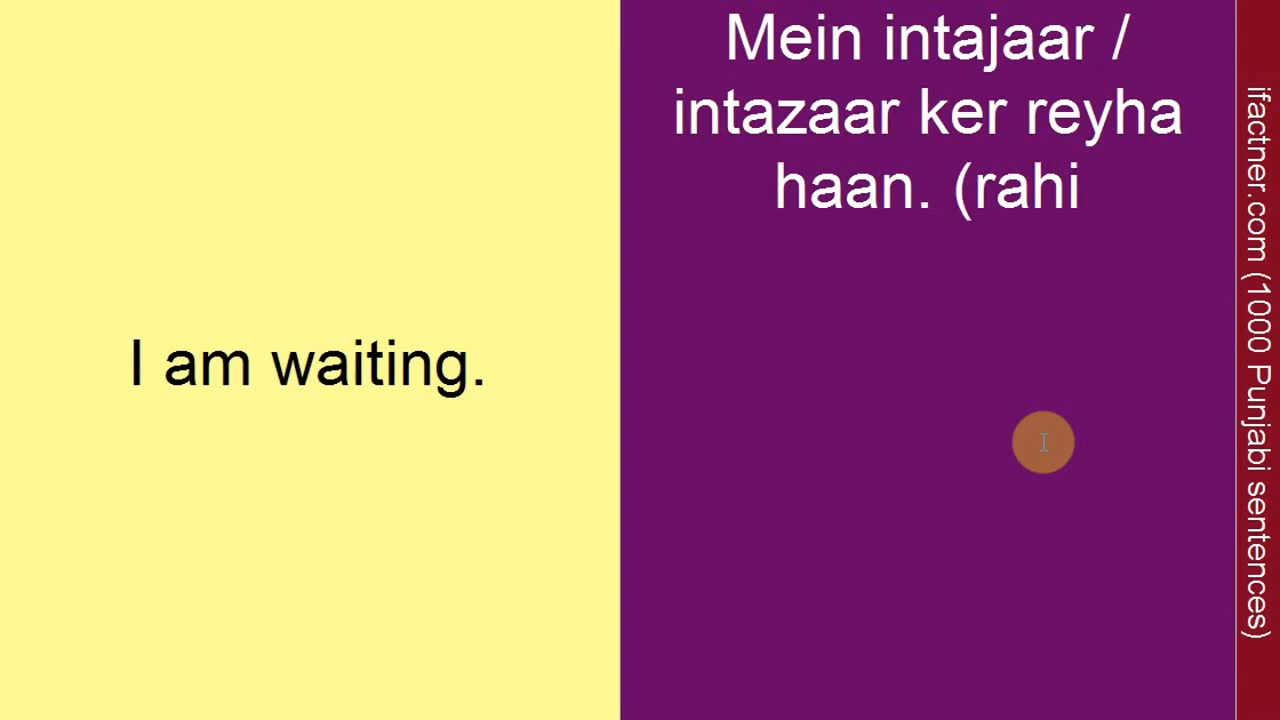 I am waiting.
Mein intajaar /
intazaar ker reyha
haan. (rahi
ifactner.com (1000 Punjabi sentences)